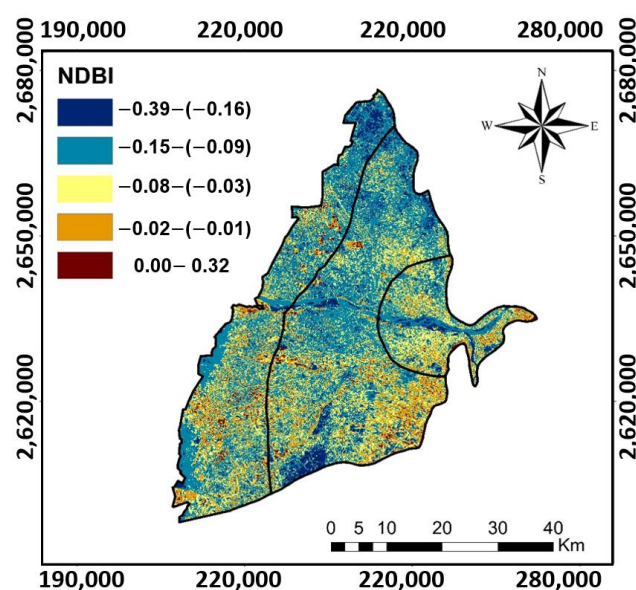 190,000 220,000 220,000 280,000
2,680,000 2,680,000
NDBI
−0.39−(−0.16)
−0.15−(−0.09)
−0.08−(−0.03)
−0.02−(−0.01)
0.00− 0.32
N
W E
S
2,650,000 2,650,000
2,620,000 2,620,000
0 5 10 20 30 40
Km
190,000 220,000 220,000 280,000